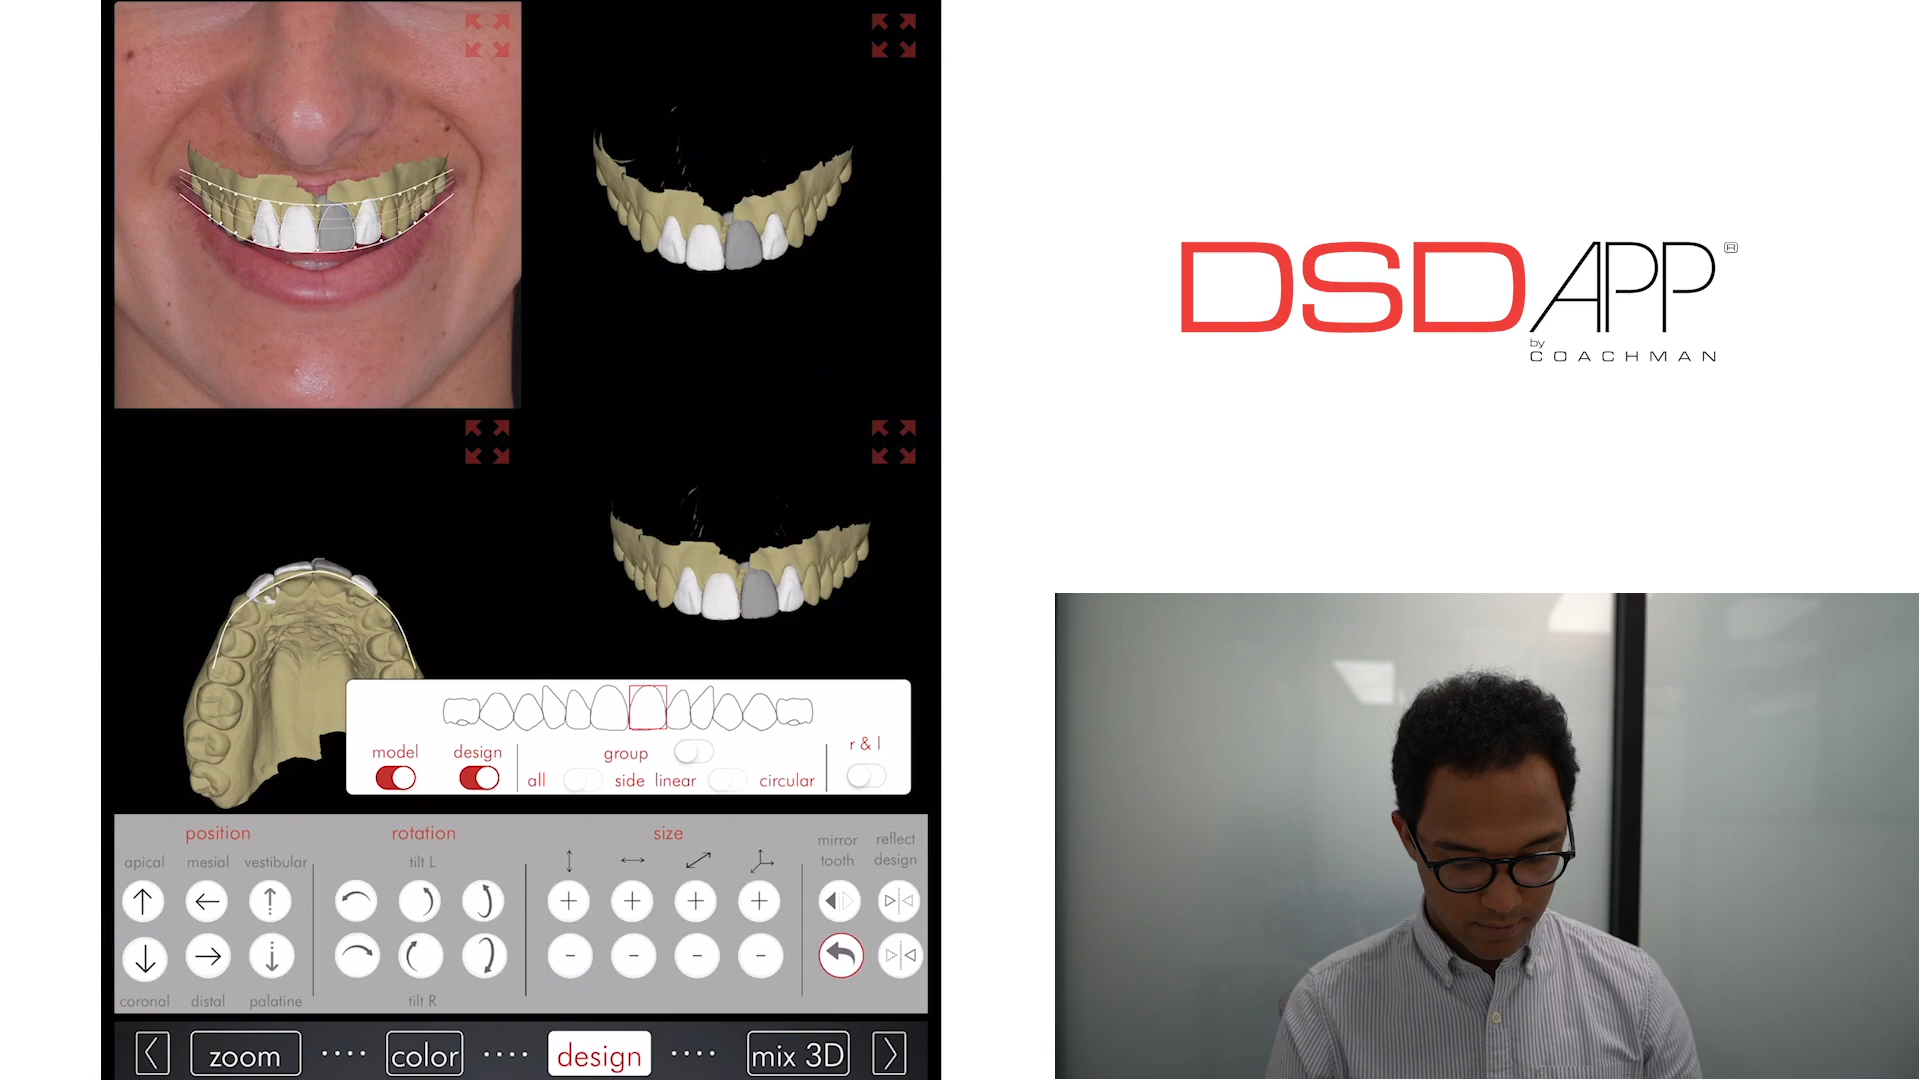 DSDAPP®
by
COACHMAN
model
design
group
r & l
all
side
linear
circular
position
rotation
size
mirror
tooth
reflect
design
apical
mesial
vestibular
tilt L
+
+
+
+
-
-
-
-
coronal
distal
palatine
tilt R
zoom
color
design
mix 3D